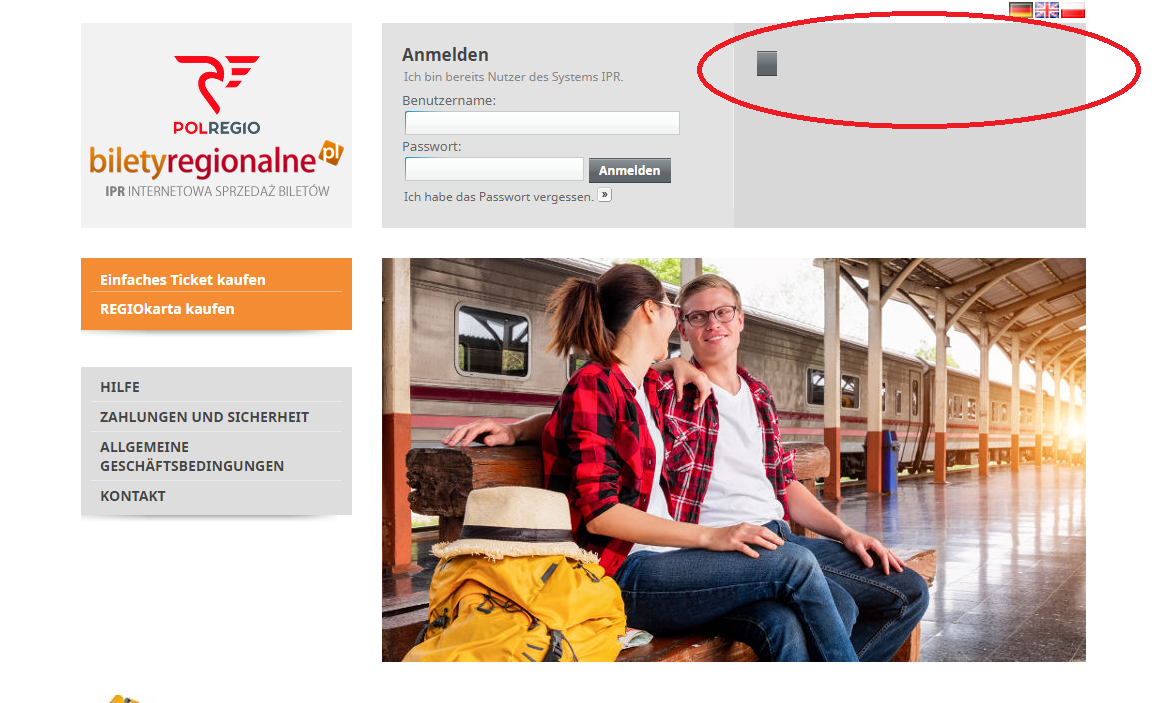 Anmelden
Ich bin bereits Nutzer des Systems IPR.
Benutzername:
Passwort:
Anmelden
Ich habe das Passwort vergessen. »
POLREGIO
biletyregionalne pl
IPR INTERNETOWA SPRZEDAŻ BILETÓW
Einfaches Ticket kaufen
REGIOkarta kaufen
HILFE
ZAHLUNGEN UND SICHERHEIT
ALLGEMEINE
GESCHÄFTSBEDINGUNGEN
KONTAKT